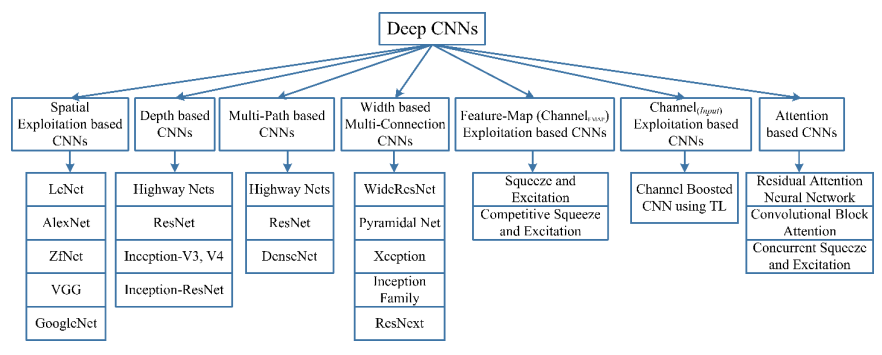 Deep CNNs
Spatial
Exploitation based
CNNs
Depth based
CNNs
Multi-Path based
CNNs
Width based
Multi-Connection
CNNs
Feature-Map (ChannelFMAP)
Exploitation based CNNs
Channel(Input)
Exploitation based
CNNs
Attention
based CNNs
LeNet
AlexNet
ZfNet
VGG
GoogleNet
Highway Nets
ResNet
Inception-V3, V4
Inception-ResNet
Highway Nets
ResNet
DenseNet
WideResNet
Pyramidal Net
Xception
Inception
Family
ResNext
Squeeze and
Excitation
Competitive Squeeze
and Excitation
Channel Boosted
CNN using TL
Residual Attention
Neural Network
Convolutional Block
Attention
Concurrent Squeeze
and Excitation